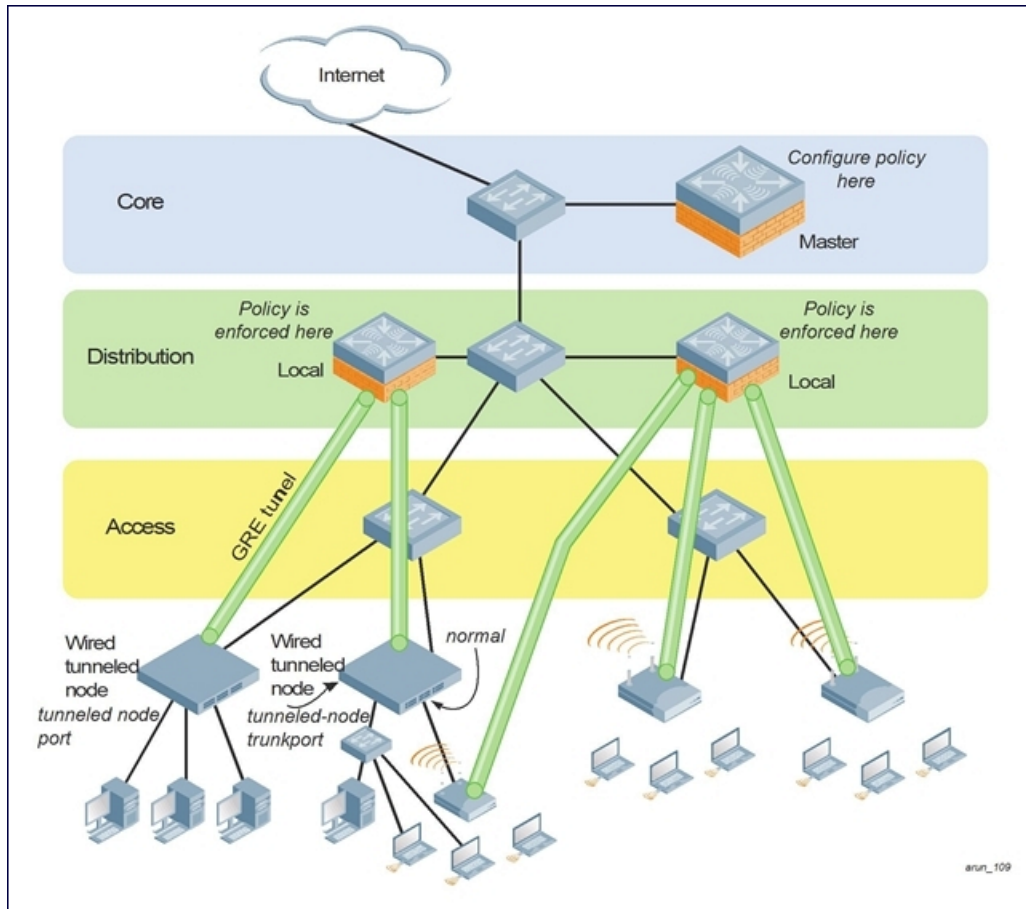 Internet
Configure policy
here
Core
Master
Policy is
enforced here
Policy is
enforced here
Distribution
Local
Local
GRE tunnel
Access
Wired
tunneled
node
tunneled node
port
Wired
tunneled
node
tunneled-node
trunkport
normal
arun_109